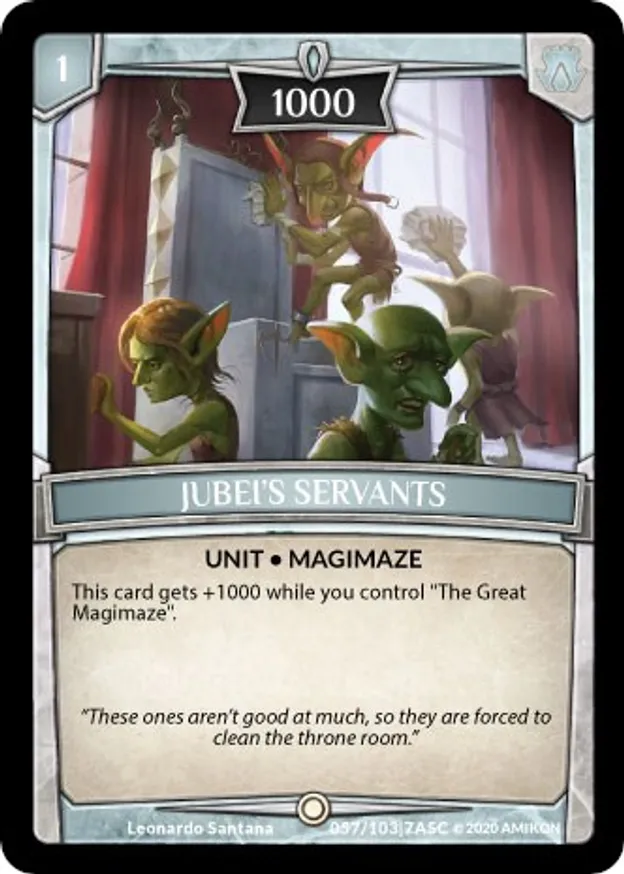 1
1000
JUBEI'S SERVANTS
UNIT • MAGIMAZE
This card gets +1000 while you control "The Great
Magimaze".
"These ones aren't good at much, so they are forced to
clean the throne room."
Leonardo Santana 057/103|7ASC © 2020 AMIKON